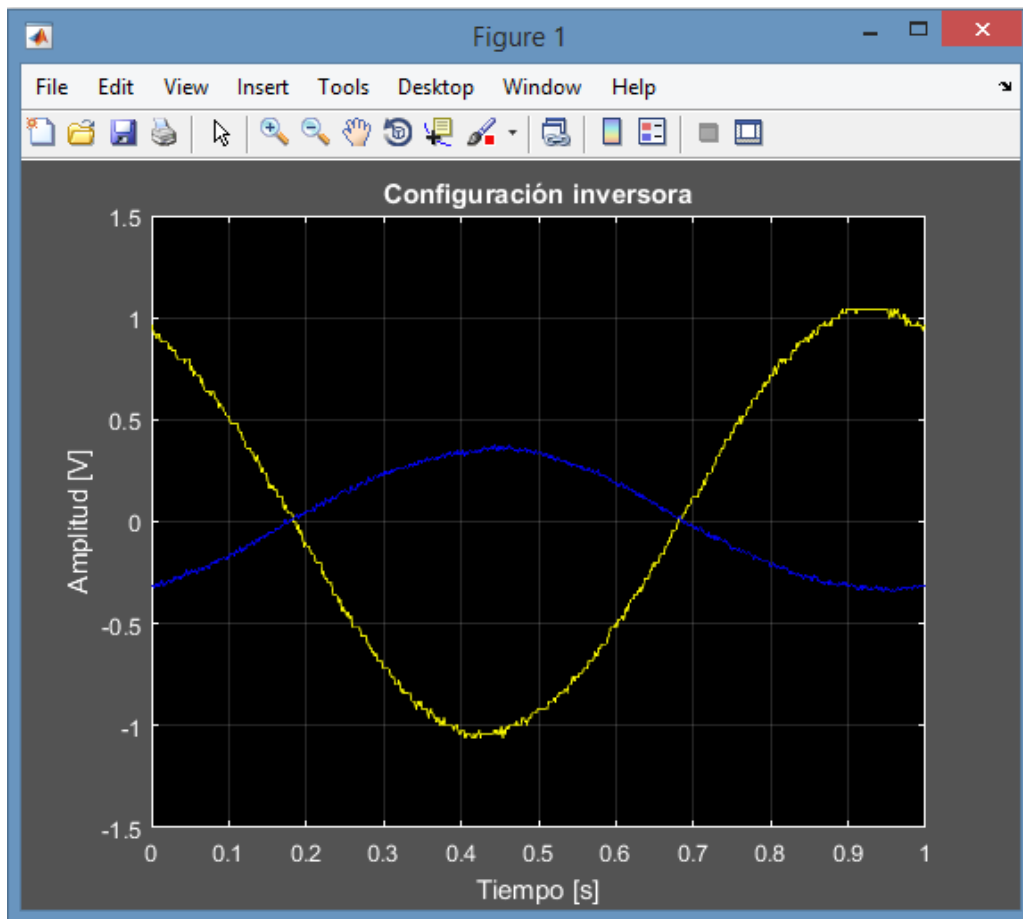 Figure 1
File Edit View Insert Tools Desktop Window Help
Configuración inversora
1.5
1
0.5
0
-0.5
-1
-1.5
Amplitud [V]
0 0.1 0.2 0.3 0.4 0.5 0.6 0.7 0.8 0.9 1
Tiempo [s]